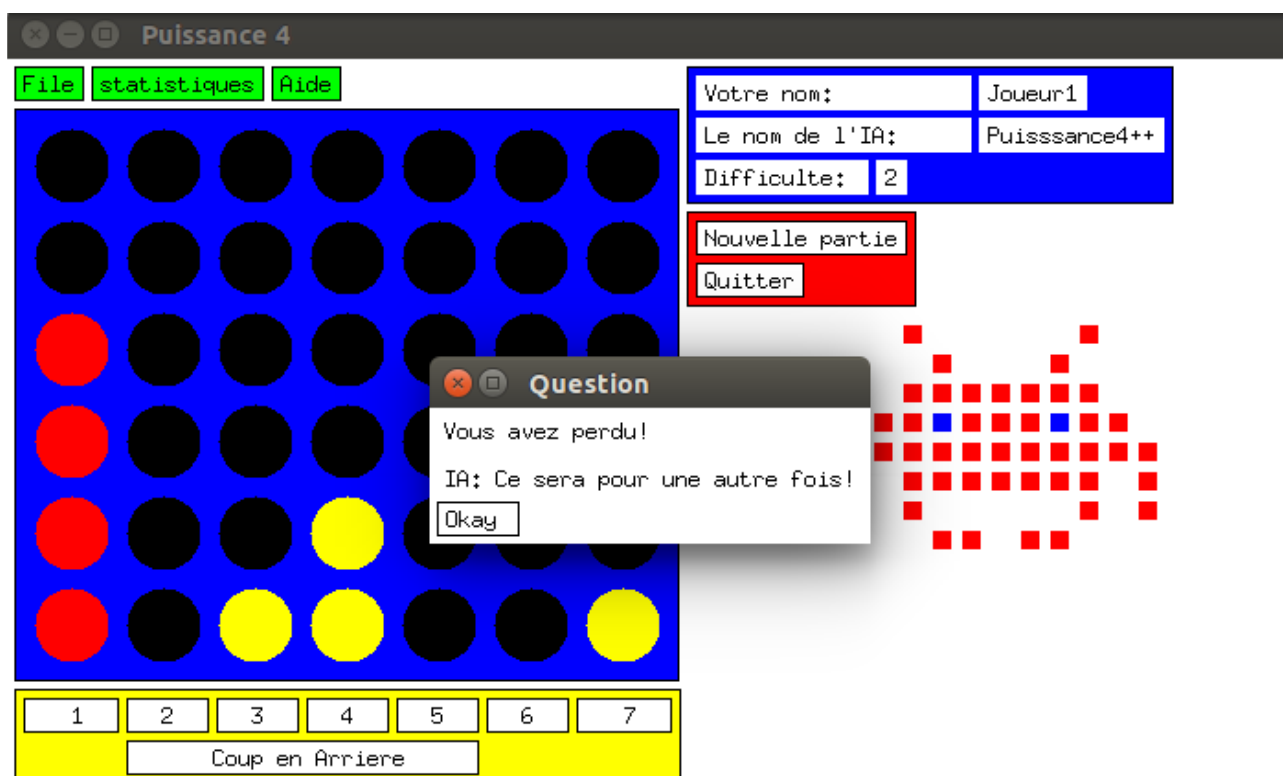 Puissance 4
File statistiques Aide
Votre nom: Joueur1
Le nom de l'IA: Puisssance4++
Difficulte: 2
Nouvelle partie
Quitter
Question
Vous avez perdu!
IA: Ce sera pour une autre fois!
Okay
1 2 3 4 5 6 7
Coup en Arriere